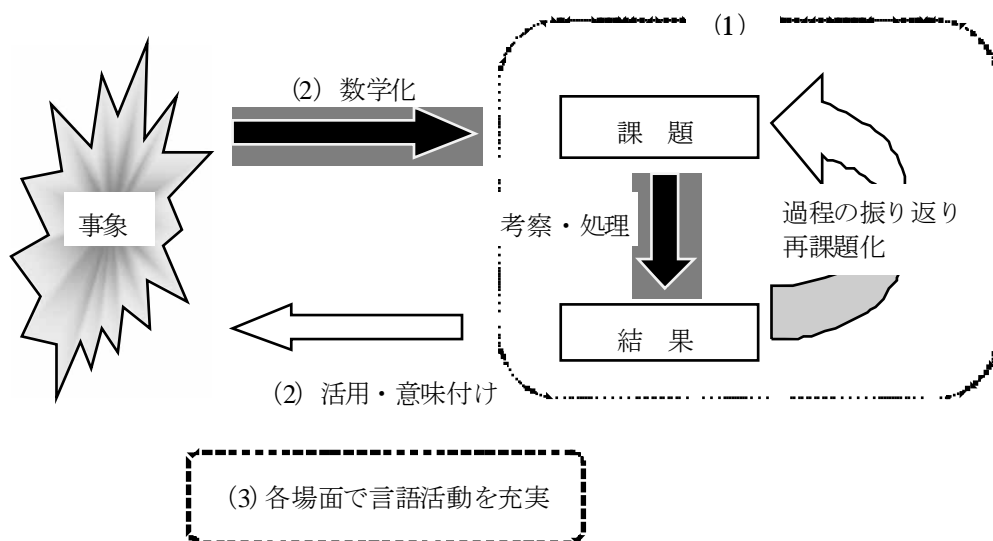 (1)
(2) 数学化
課 題
事象
考察・処理
過程の振り返り
再課題化
結 果
(2) 活用・意味付け
(3) 各場面で言語活動を充実